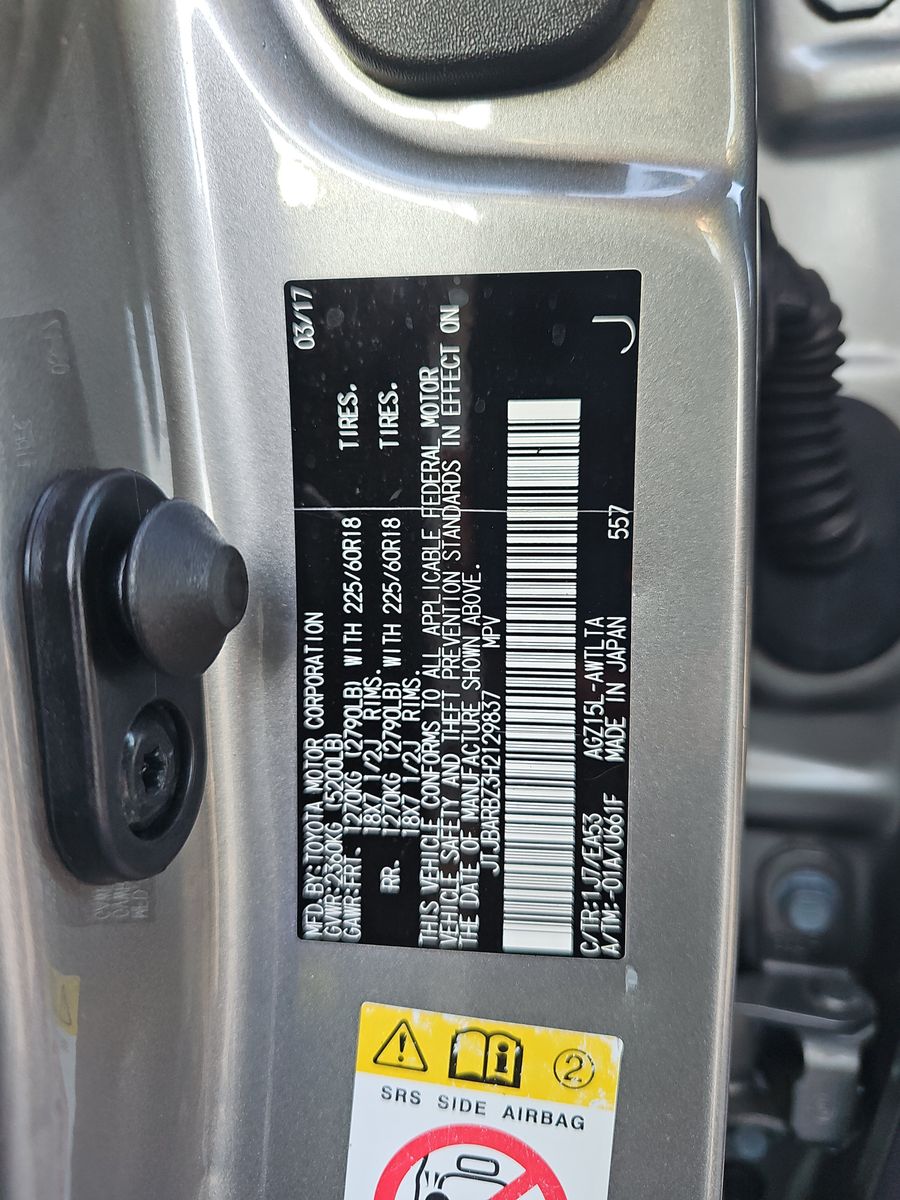 MFD. BY: TOYOTA MOTOR CORPORATION 03/17
GVWR: 2360KG (5200LB)
GAWR: FRT. 1270KG (2790LB) WITH 225/60R18 TIRES.
18X7 1/2J RIMS.
RR. 1270KG (2790LB) WITH 225/60R18 TIRES.
18X7 1/2J RIMS.
THIS VEHICLE CONFORMS TO ALL APPLICABLE FEDERAL MOTOR
VEHICLE SAFETY AND THEFT PREVENTION STANDARDS IN EFFECT ON
THE DATE OF MANUFACTURE SHOWN ABOVE.
JTJBARBZ3H2129837 MPV
C/TR: 1J7/EA53 AGZ15L-AWTLTA
A/TM: -01A/U661F MADE IN JAPAN 557 J
2
SRS SIDE AIRBAG